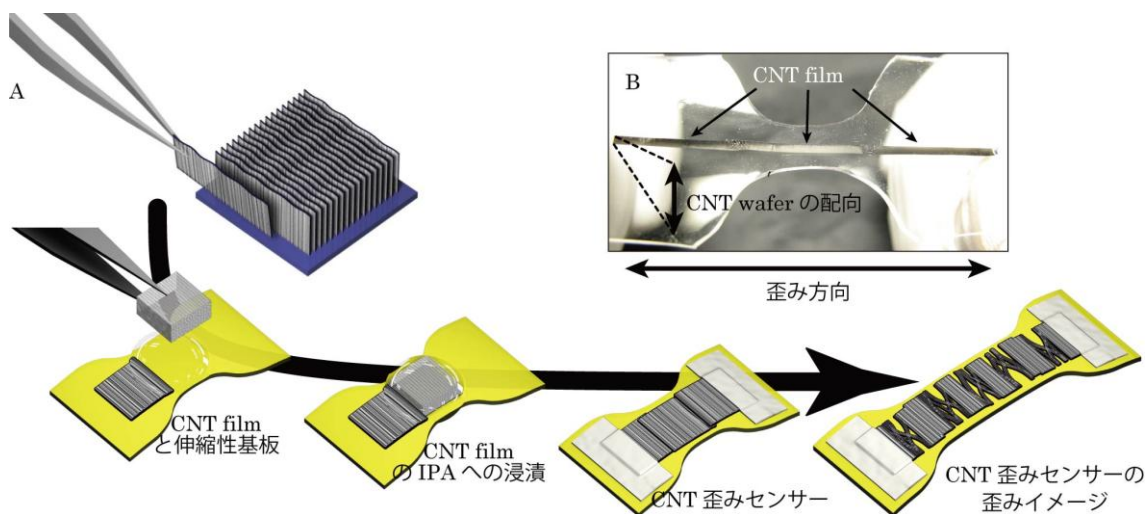 A
B
CNT film
CNT wafer の配向
歪み方向
CNT film
と伸縮性基板
CNT film
の IPA への浸漬
CNT 歪みセンサー
CNT 歪みセンサーの
歪みイメージ